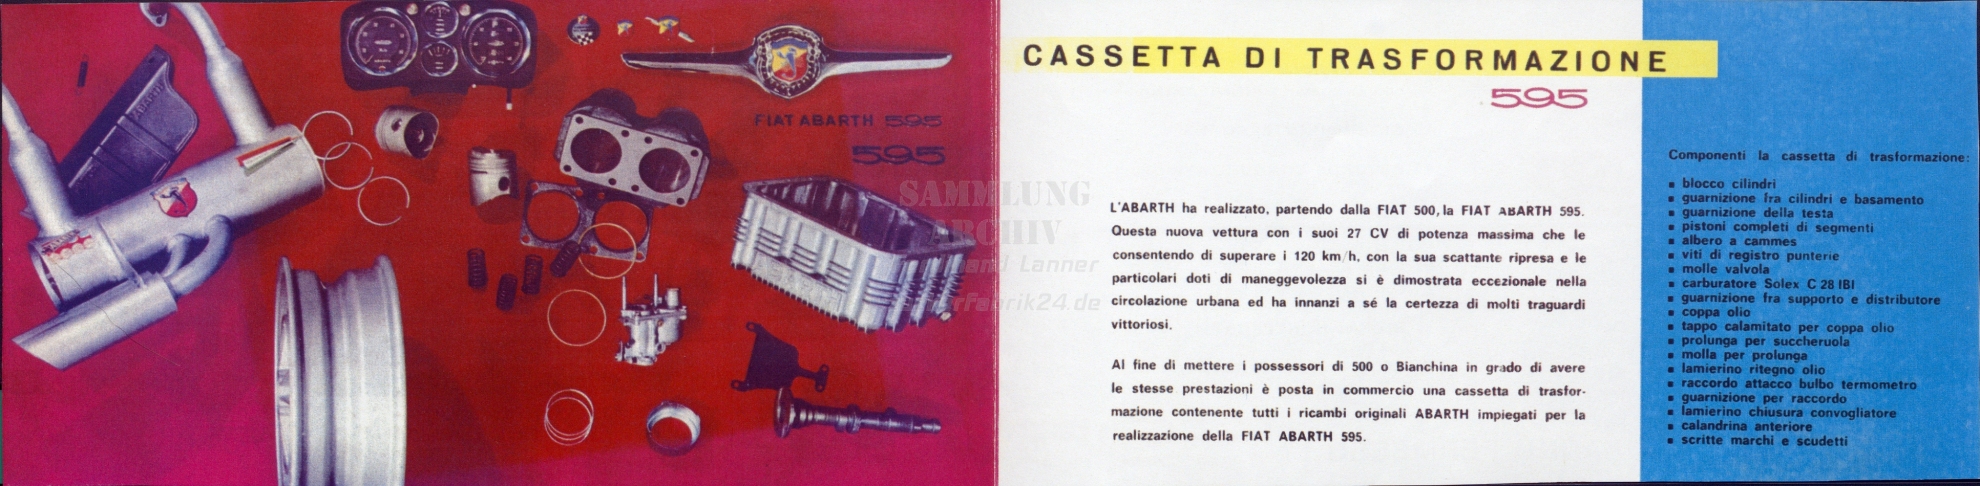 ABARTH
FIAT ABARTH 595
595
SAMMLUNG
ARCHIV
Lanner
fabrik24.de
CASSETTA DI TRASFORMAZIONE
595
L'ABARTH ha realizzato, partendo dalla FIAT 500, la FIAT ABARTH 595.
Questa nuova vettura con i suoi 27 CV di potenza massima che le
consentendo di superare i 120 km/h, con la sua scattante ripresa e le
particolari doti di maneggevolezza si è dimostrata eccezionale nella
circolazione urbana ed ha innanzi a sé la certezza di molti traguardi
vittoriosi.
Al fine di mettere i possessori di 500 o Bianchina in grado di avere
le stesse prestazioni è posta in commercio una cassetta di trasfor-
mazione contenente tutti i ricambi originali ABARTH impiegati per la
realizzazione della FIAT ABARTH 595.
Componenti la cassetta di trasformazione:
▪ blocco cilindri
▪ guarnizione fra cilindri e basamento
▪ guarnizione della testa
▪ pistoni completi di segmenti
▪ albero a cammes
▪ viti di registro punterie
▪ molle valvola
▪ carburatore Solex C 28 IBI
▪ guarnizione fra supporto e distributore
▪ coppa olio
▪ tappo calamitato per coppa olio
▪ prolunga per succheruola
▪ molla per prolunga
▪ lamierino ritegno olio
▪ raccordo attacco bulbo termometro
▪ guarnizione per raccordo
▪ lamierino chiusura convogliatore
▪ calandrina anteriore
▪ scritte marchi e scudetti